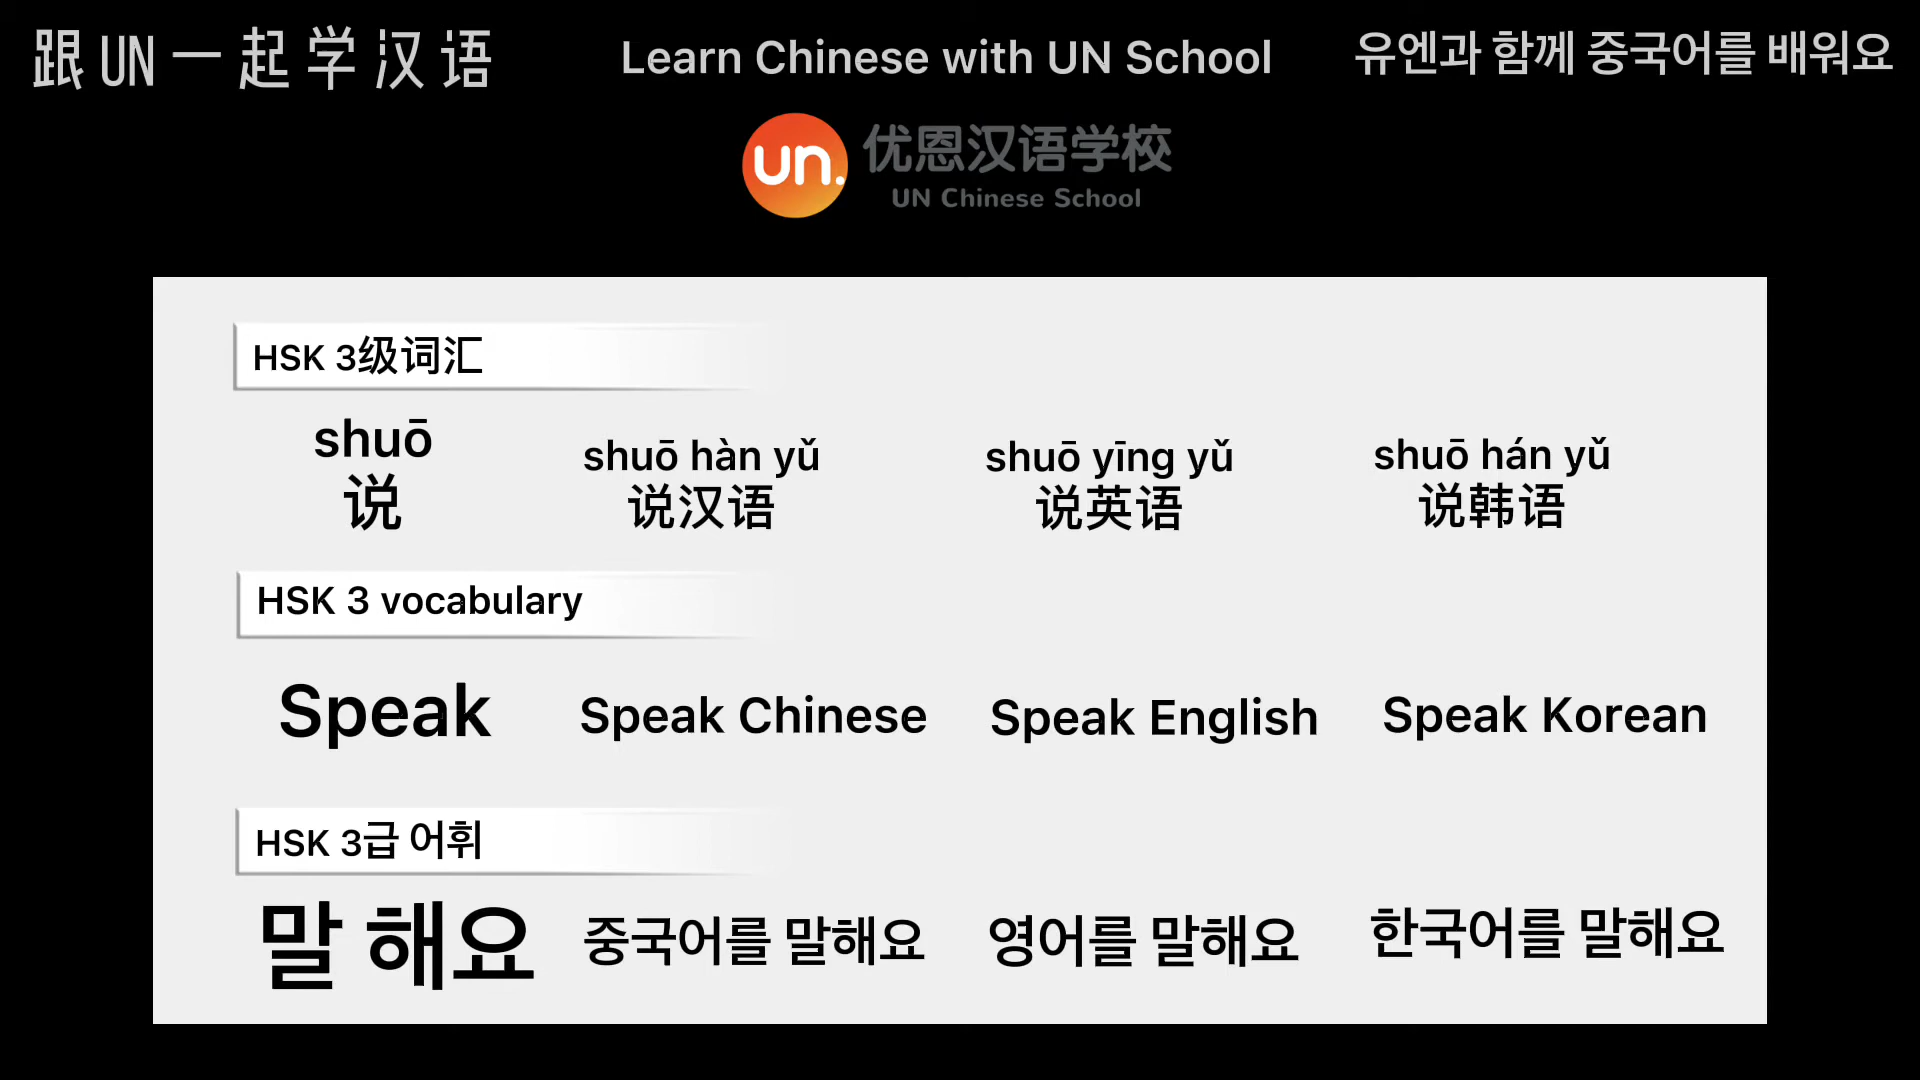 跟UN一起学汉语
Learn Chinese with UN School
유엔과 함께 중국어를 배워요
un.
优恩汉语学校
UN Chinese School
HSK 3级词汇
shuō
说
shuō hàn yǔ
说汉语
shuō yīng yǔ
说英语
shuō hán yǔ
说韩语
HSK 3 vocabulary
Speak
Speak Chinese
Speak English
Speak Korean
HSK 3급 어휘
말 해요
중국어를 말해요
영어를 말해요
한국어를 말해요